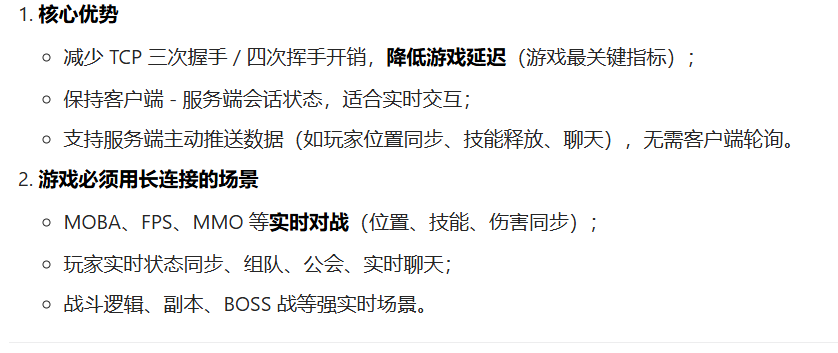 1. 核心优势
○ 减少 TCP 三次握手 / 四次挥手开销，降低游戏延迟（游戏最关键指标）；
○ 保持客户端 - 服务端会话状态，适合实时交互；
○ 支持服务端主动推送数据（如玩家位置同步、技能释放、聊天），无需客户端轮询。
2. 游戏必须用长连接的场景
○ MOBA、FPS、MMO 等实时对战（位置、技能、伤害同步）；
○ 玩家实时状态同步、组队、公会、实时聊天；
○ 战斗逻辑、副本、BOSS 战等强实时场景。